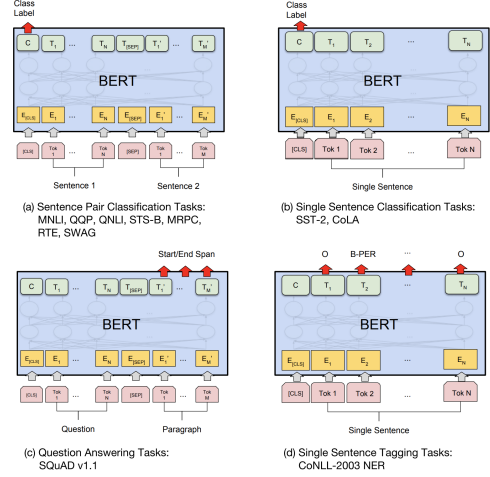 Class
Label
C T1 ... TN T[SEP] T1' ... TM'
BERT
E[CLS] E1 ... EN E[SEP] E1' ... EM'
[CLS] Tok 1 ... Tok N [SEP] Tok 1 ... Tok M
Sentence 1 Sentence 2
(a) Sentence Pair Classification Tasks:
MNLI, QQP, QNLI, STS-B, MRPC,
RTE, SWAG
Class
Label
C T1 T2 ... TN
BERT
E[CLS] E1 E2 ... EN
[CLS] Tok 1 Tok 2 ... Tok N
Single Sentence
(b) Single Sentence Classification Tasks:
SST-2, CoLA
Start/End Span
C T1 ... TN T[SEP] T1' ... TM'
BERT
E[CLS] E1 ... EN E[SEP] E1' ... EM'
[CLS] Tok 1 ... Tok N [SEP] Tok 1 ... Tok M
Question Paragraph
(c) Question Answering Tasks:
SQuAD v1.1
O B-PER ... O
C T1 T2 ... TN
BERT
E[CLS] E1 E2 ... EN
[CLS] Tok 1 Tok 2 ... Tok N
Single Sentence
(d) Single Sentence Tagging Tasks:
CoNLL-2003 NER